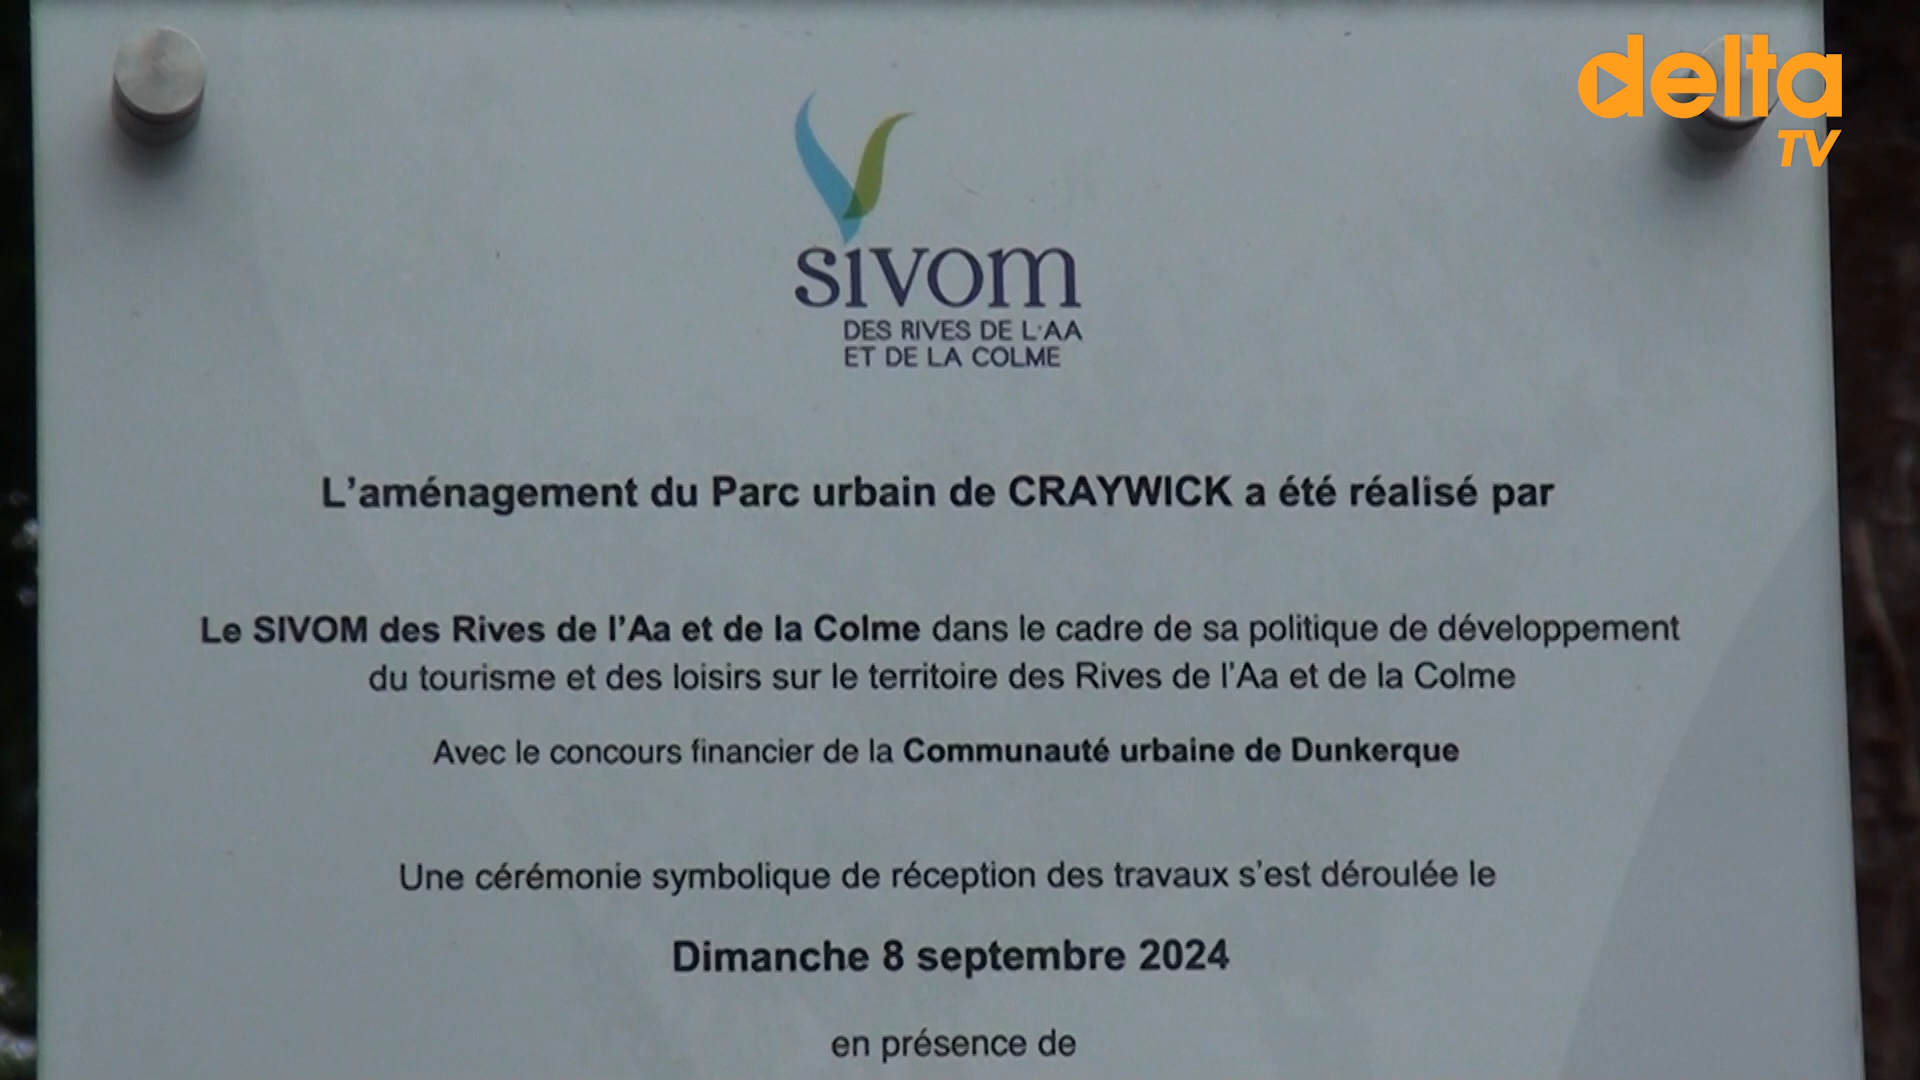 delta
TV
sivom
DES RIVES DE L'AA
ET DE LA COLME
L'aménagement du Parc urbain de CRAYWICK a été réalisé par
Le SIVOM des Rives de l'Aa et de la Colme dans le cadre de sa politique de développement
du tourisme et des loisirs sur le territoire des Rives de l'Aa et de la Colme
Avec le concours financier de la Communauté urbaine de Dunkerque
Une cérémonie symbolique de réception des travaux s'est déroulée le
Dimanche 8 septembre 2024
en présence de